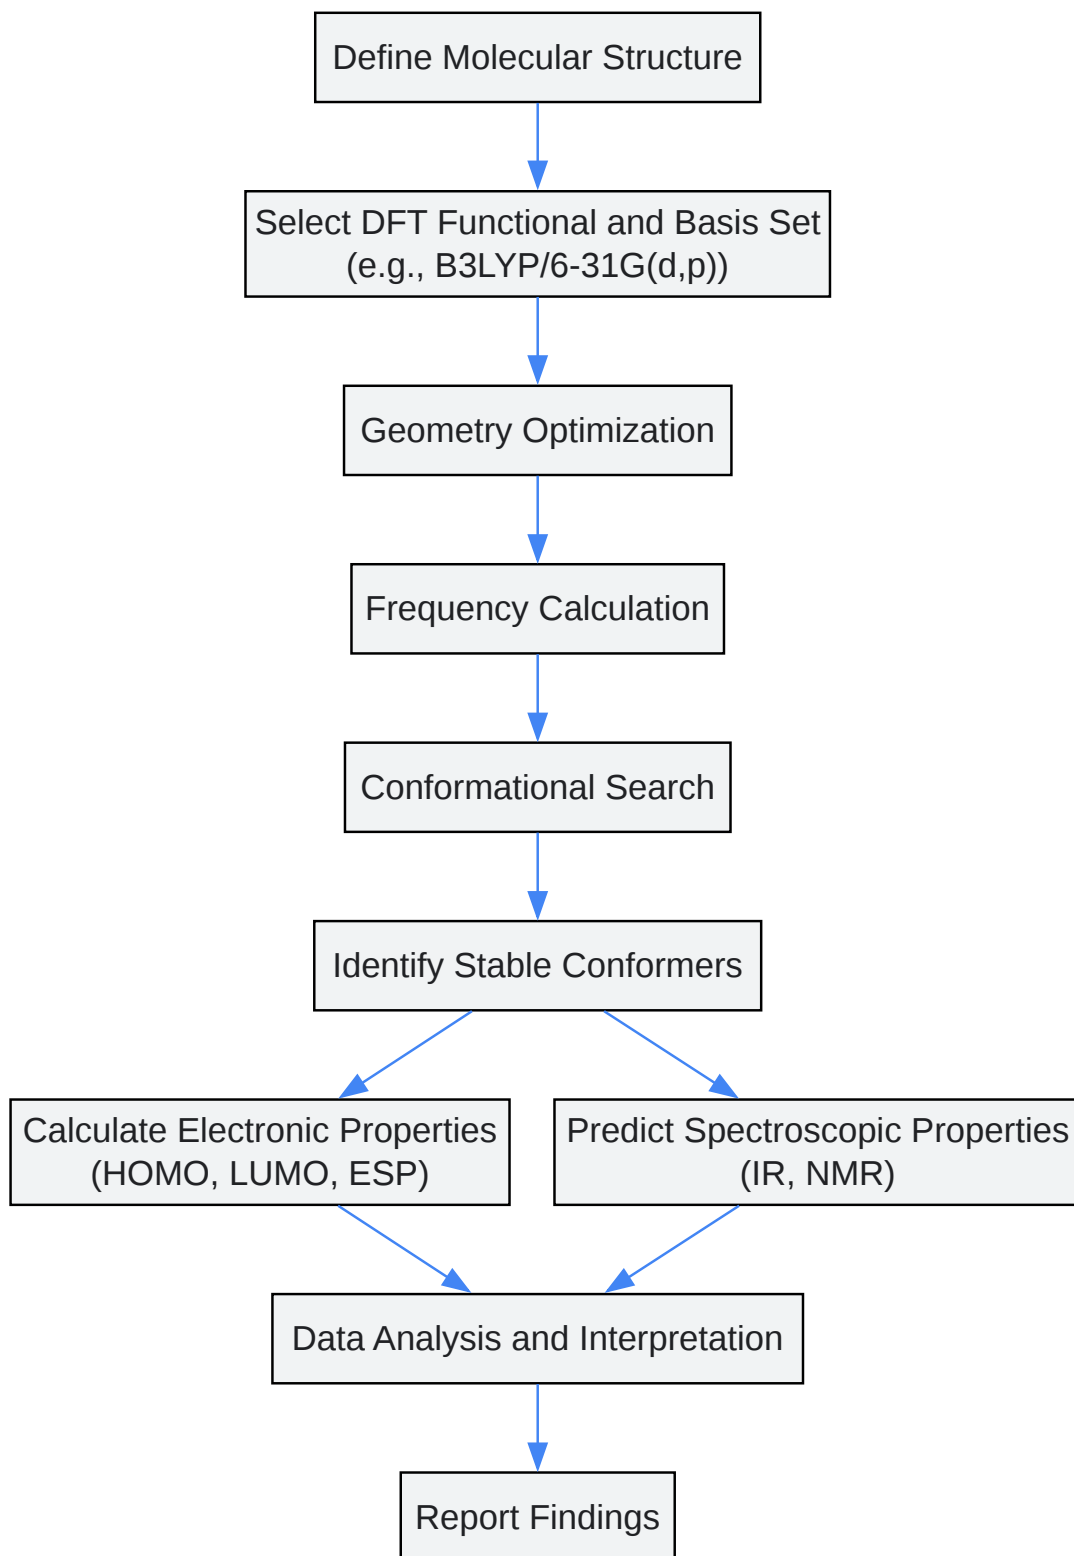 Define Molecular Structure
Select DFT Functional and Basis Set
(e.g., B3LYP/6-31G(d,p))
Geometry Optimization
Frequency Calculation
Conformational Search
Identify Stable Conformers
Calculate Electronic Properties
(HOMO, LUMO, ESP)
Predict Spectroscopic Properties
(IR, NMR)
Data Analysis and Interpretation
Report Findings